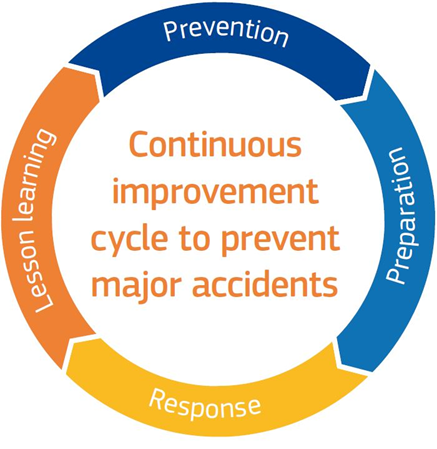 Prevention
Continuous
improvement
cycle to prevent
major accidents
Preparation
Response
Lesson learning